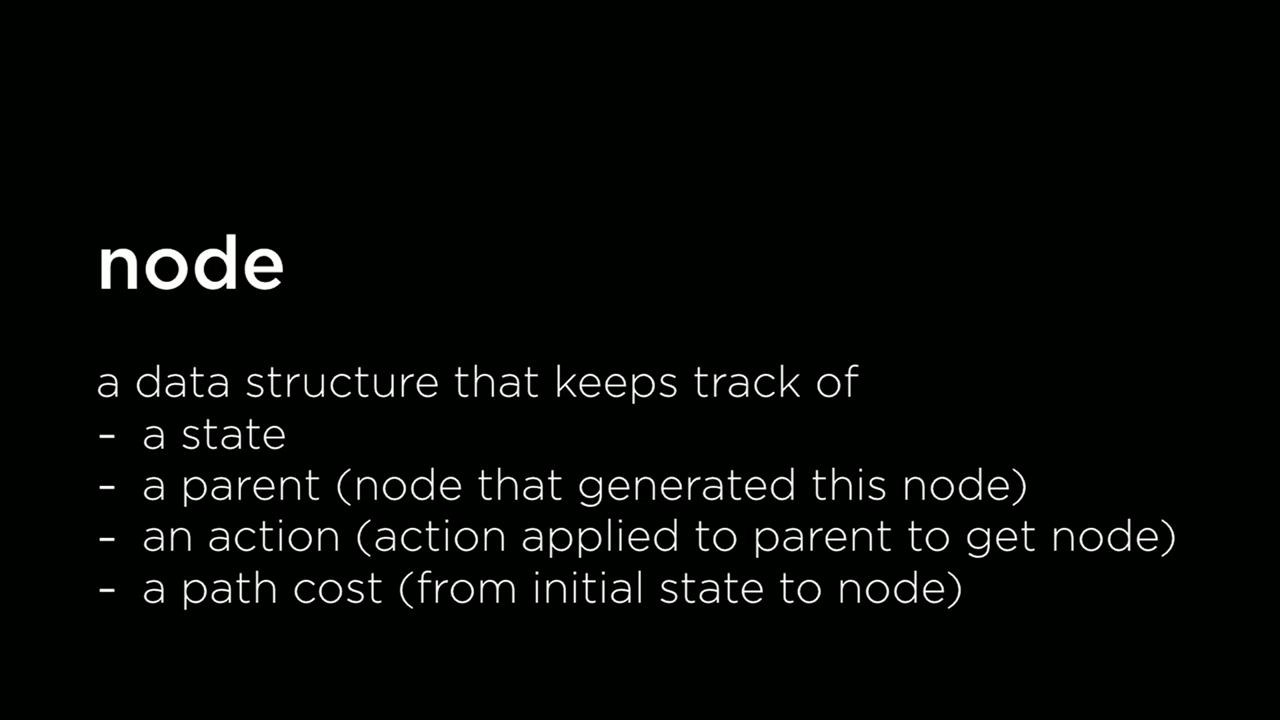 node
a data structure that keeps track of
- a state
- a parent (node that generated this node)
- an action (action applied to parent to get node)
- a path cost (from initial state to node)